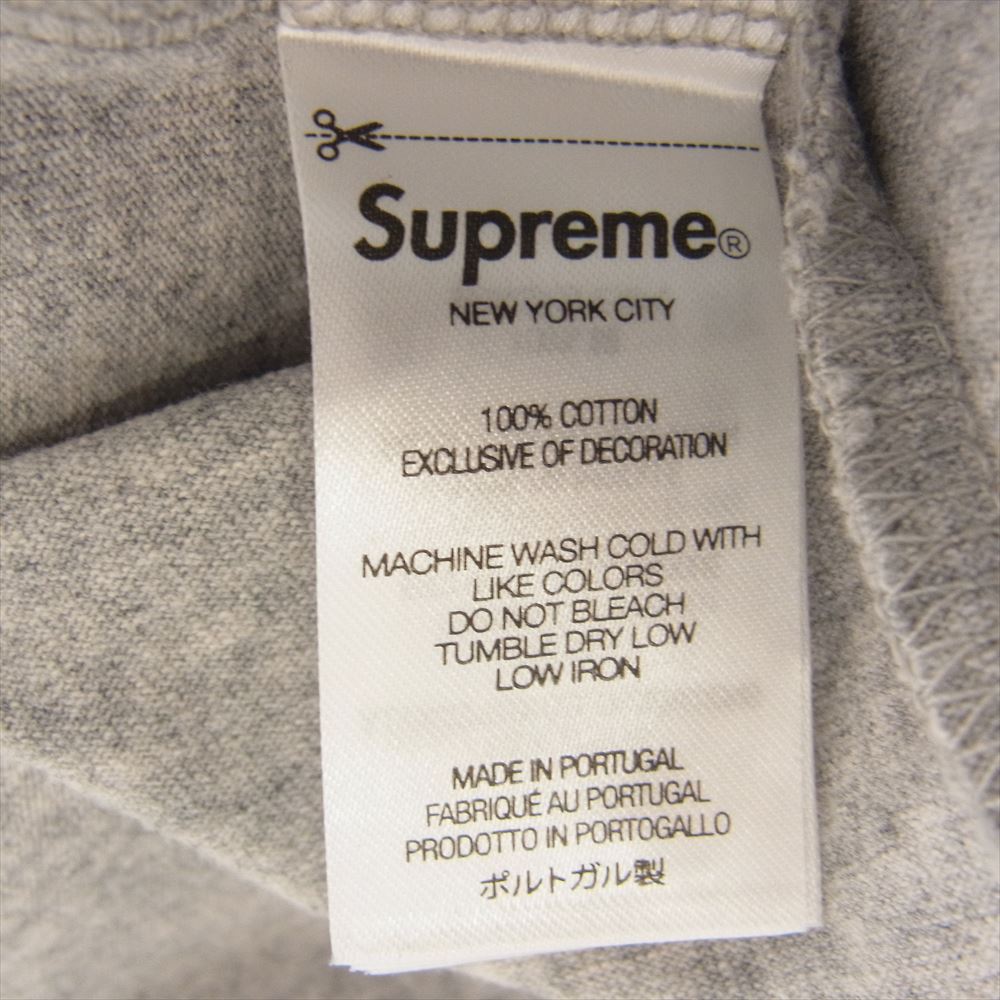 Supreme®
NEW YORK CITY
100% COTTON
EXCLUSIVE OF DECORATION
MACHINE WASH COLD WITH
LIKE COLORS
DO NOT BLEACH
TUMBLE DRY LOW
LOW IRON
MADE IN PORTUGAL
FABRIQUÉ AU PORTUGAL
PRODOTTO IN PORTOGALLO
ポルトガル製